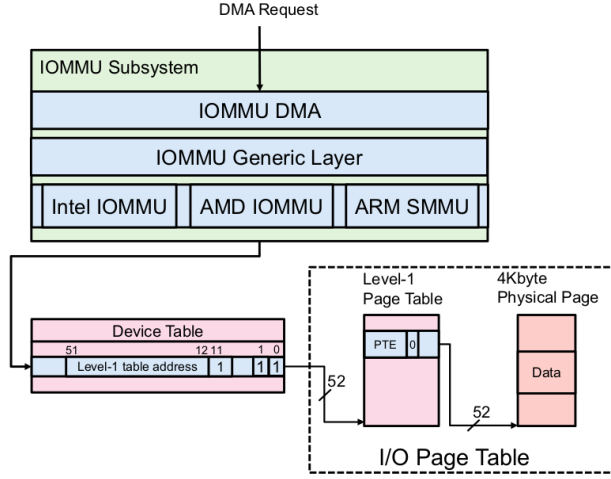 DMA Request
IOMMU Subsystem
IOMMU DMA
IOMMU Generic Layer
Intel IOMMU
AMD IOMMU
ARM SMMU
Level-1
Page Table
4Kbyte
Physical Page
Device Table
51 12 11 1 0
Level-1 table address 1 1 1
PTE 0
Data
52
52
I/O Page Table